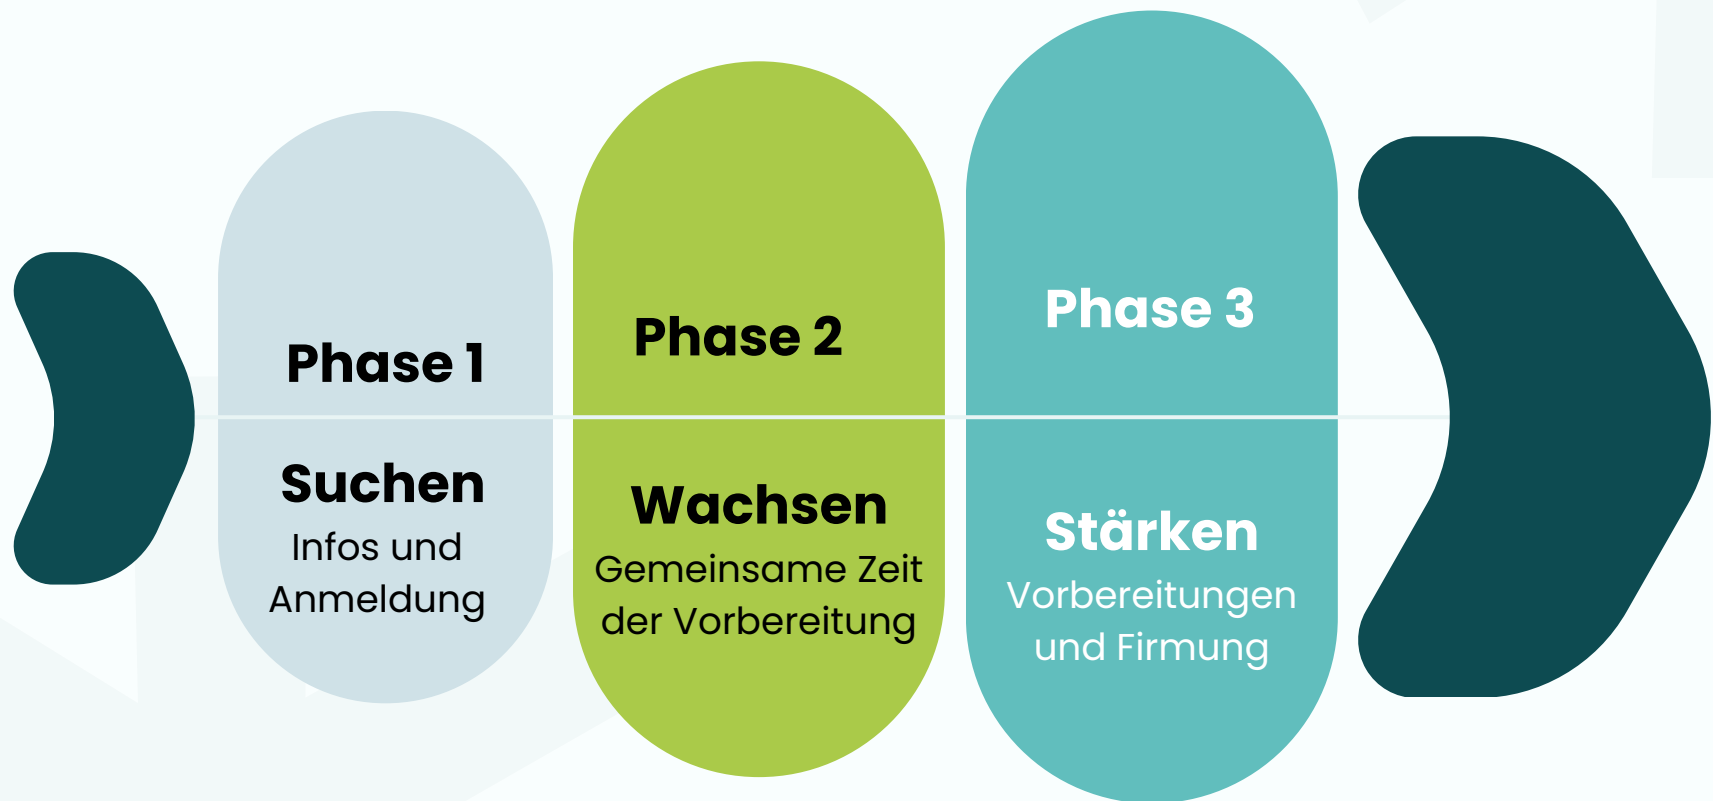 Phase 1
Suchen
Infos und
Anmeldung
Phase 2
Wachsen
Gemeinsame Zeit
der Vorbereitung
Phase 3
Stärken
Vorbereitungen
und Firmung